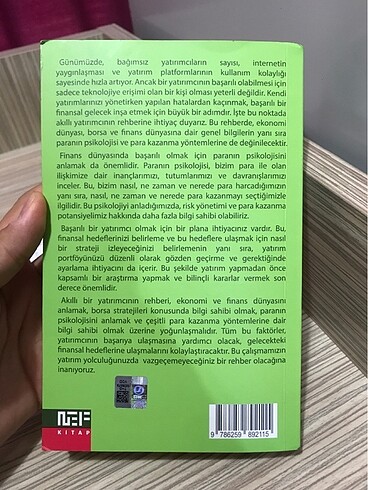 Günümüzde, bağımsız yatırımcıların sayısı, internetin
yaygınlaşması ve yatırım platformlarının kullanım kolaylığı
sayesinde hızla artıyor. Ancak bir yatırımcının başarılı olabilmesi için
sadece teknolojiye erişimi olan bir kişi olması yeterli değildir. Kendi
yatırımlarınızı yönetirken yapılan hatalardan kaçınmak, başarılı bir
finansal gelecek inşa etmek için büyük bir adımdır. İşte bu noktada
akıllı yatırımcının rehberine ihtiyaç duyarız. Bu rehberde, ekonomi
dünyası, borsa ve finans dünyasına dair genel bilgilerin yanı sıra
paranın psikolojisi ve para kazanma yöntemlerine de değinilecektir.
Finans dünyasında başarılı olmak için paranın psikolojisini
anlamak da önemlidir. Paranın psikolojisi, bizim para ile olan
ilişkimize dair inançlarımızı, tutumlarımızı ve davranışlarımızı
inceler. Bu, bizim nasıl, ne zaman ve nerede para harcadığımızın
yanı sıra, nasıl, ne zaman ve nerede para kazanmayı seçtiğimizle
ilgilidir. Bu psikolojiyi anladığımızda, risk yönetimi ve para kazanma
potansiyelimiz hakkında daha fazla bilgi sahibi olabiliriz.
Başarılı bir yatırımcı olmak için bir plana ihtiyacınız vardır. Bu,
finansal hedeflerinizi belirleme ve bu hedeflere ulaşmak için nasıl
bir strateji izleyeceğinizi belirlemenin yanı sıra, yatırım
portföyünüzü düzenli olarak gözden geçirme ve gerektiğinde
ayarlama ihtiyacını da içerir. Bu şekilde yatırım yapmadan önce
kapsamlı bir araştırma yapmak ve bilinçli kararlar vermek son
derece önemlidir.
Akıllı bir yatırımcının rehberi, ekonomi ve finans dünyasını
anlamak, borsa stratejileri konusunda bilgi sahibi olmak, paranın
psikolojisini anlamak ve çeşitli para kazanma yöntemlerine dair
bilgi sahibi olmak üzerine yoğunlaşmalıdır. Tüm bu faktörler,
yatırımcının başarıya ulaşmasına yardımcı olacak, gelecekteki
finansal hedeflerine ulaşmalarını kolaylaştıracaktır. Bu çalışmamızın
yatırım yolculuğunuzda vazgeçemeyeceğiniz bir rehber olacağına
inanıyoruz.
NEF
KİTAP
9 786259 892115